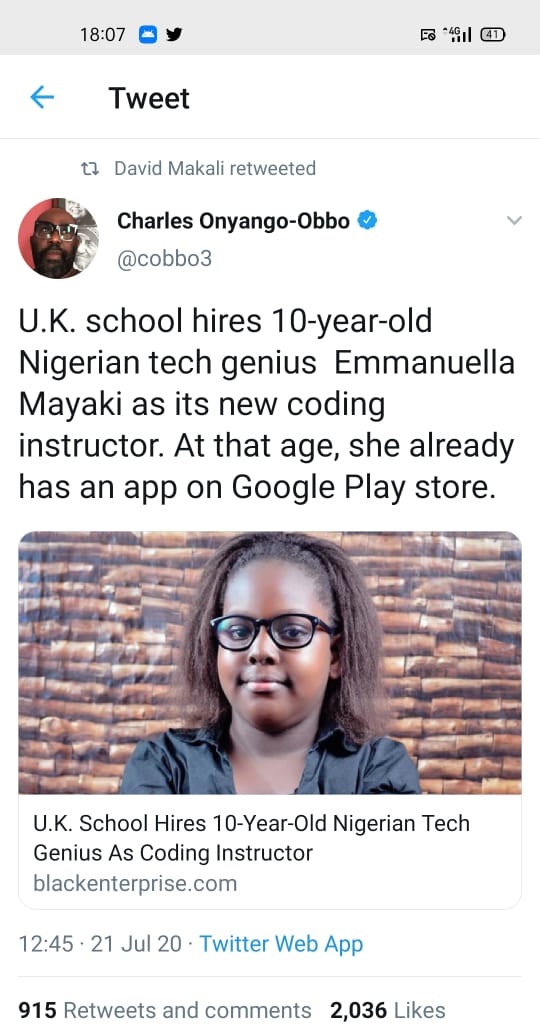 18:07
4G 41
Tweet
David Makali retweeted
Charles Onyango-Obbo
@cobbo3
U.K. school hires 10-year-old
Nigerian tech genius  Emmanuella
Mayaki as its new coding
instructor. At that age, she already
has an app on Google Play store.
U.K. School Hires 10-Year-Old Nigerian Tech
Genius As Coding Instructor
blackenterprise.com
12:45 · 21 Jul 20 · Twitter Web App
915 Retweets and comments 2,036 Likes